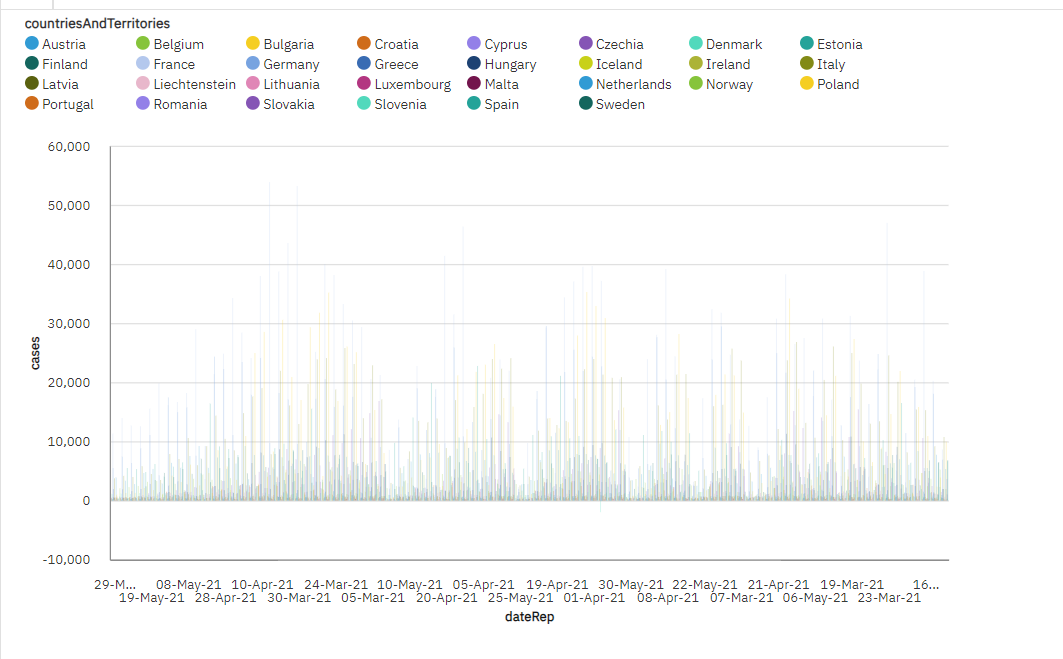 countriesAndTerritories
Austria Belgium Bulgaria Croatia Cyprus Czechia Denmark Estonia
Finland France Germany Greece Hungary Iceland Ireland Italy
Latvia Liechtenstein Lithuania Luxembourg Malta Netherlands Norway Poland
Portugal Romania Slovakia Slovenia Spain Sweden
60,000
50,000
40,000
30,000
20,000
10,000
0
-10,000
cases
29-M... 08-May-21 10-Apr-21 24-Mar-21 10-May-21 05-Apr-21 19-Apr-21 30-May-21 22-May-21 21-Apr-21 19-Mar-21 16...
19-May-21 28-Apr-21 30-Mar-21 05-Mar-21 20-Apr-21 25-May-21 01-Apr-21 08-Apr-21 07-Mar-21 06-May-21 23-Mar-21
dateRep